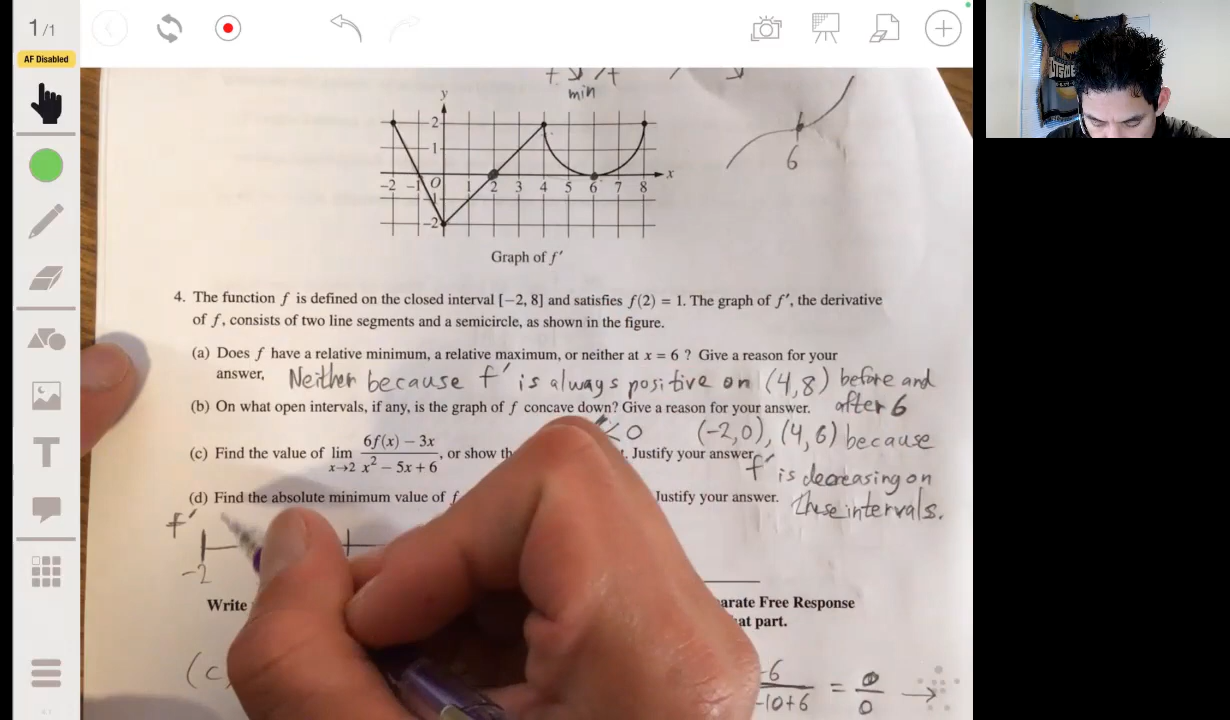 1/1
AF Disabled
min
y
2
1
-2 -1 O 1 2 3 4 5 6 7 8 x
-1
-2
6
Graph of f′
4. The function f is defined on the closed interval [−2, 8] and satisfies f(2) = 1. The graph of f′, the derivative
of f, consists of two line segments and a semicircle, as shown in the figure.
(a) Does f have a relative minimum, a relative maximum, or neither at x = 6 ? Give a reason for your
answer. Neither because f′ is always positive on (4,8) before and
after 6
(b) On what open intervals, if any, is the graph of f concave down? Give a reason for your answer.
<0 (-2,0), (4,6) because
f′ is decreasing on
these intervals.
(c) Find the value of lim x→2 6f(x) − 3x / x² − 5x + 6, or show th . Justify your answer.
(d) Find the absolute minimum value of f Justify your answer.
f′
-2
Write arate Free Response
at part.
(c
-6 / -10+6 = 0/0 →
T